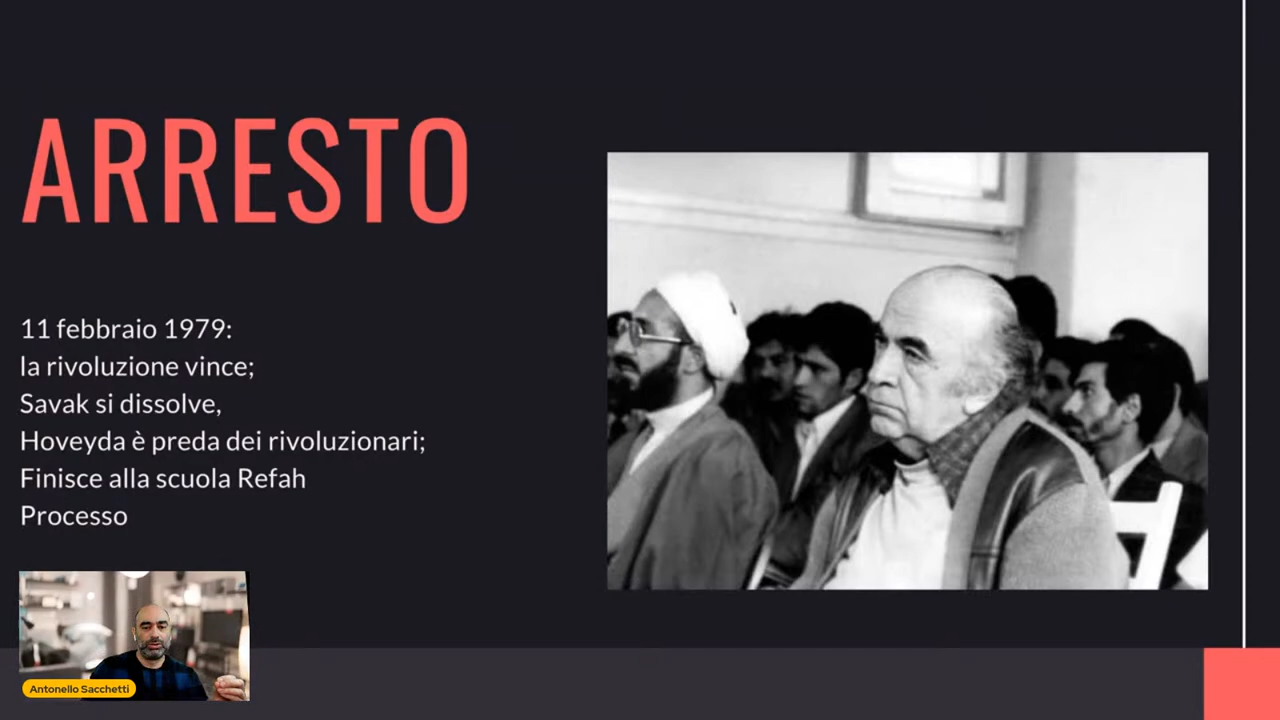 ARRESTO
11 febbraio 1979:
la rivoluzione vince;
Savak si dissolve,
Hoveyda è preda dei rivoluzionari;
Finisce alla scuola Refah
Processo
Antonello Sacchetti